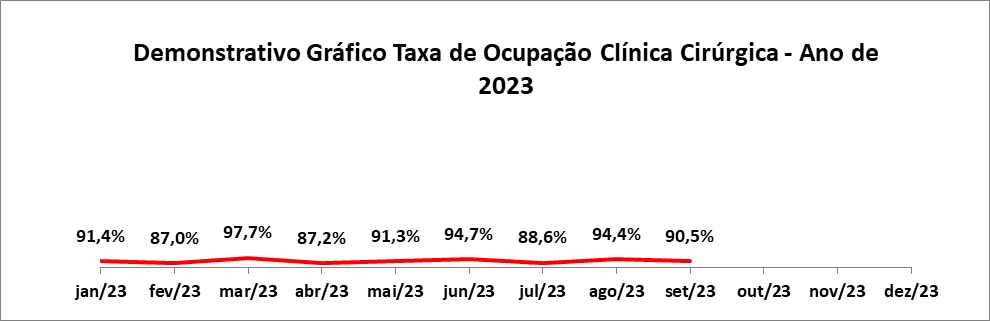 Demonstrativo Gráfico Taxa de Ocupação Clínica Cirúrgica - Ano de
2023
91,4% 87,0% 97,7% 87,2% 91,3% 94,7% 88,6% 94,4% 90,5%
jan/23 fev/23 mar/23 abr/23 mai/23 jun/23 jul/23 ago/23 set/23 out/23 nov/23 dez/23